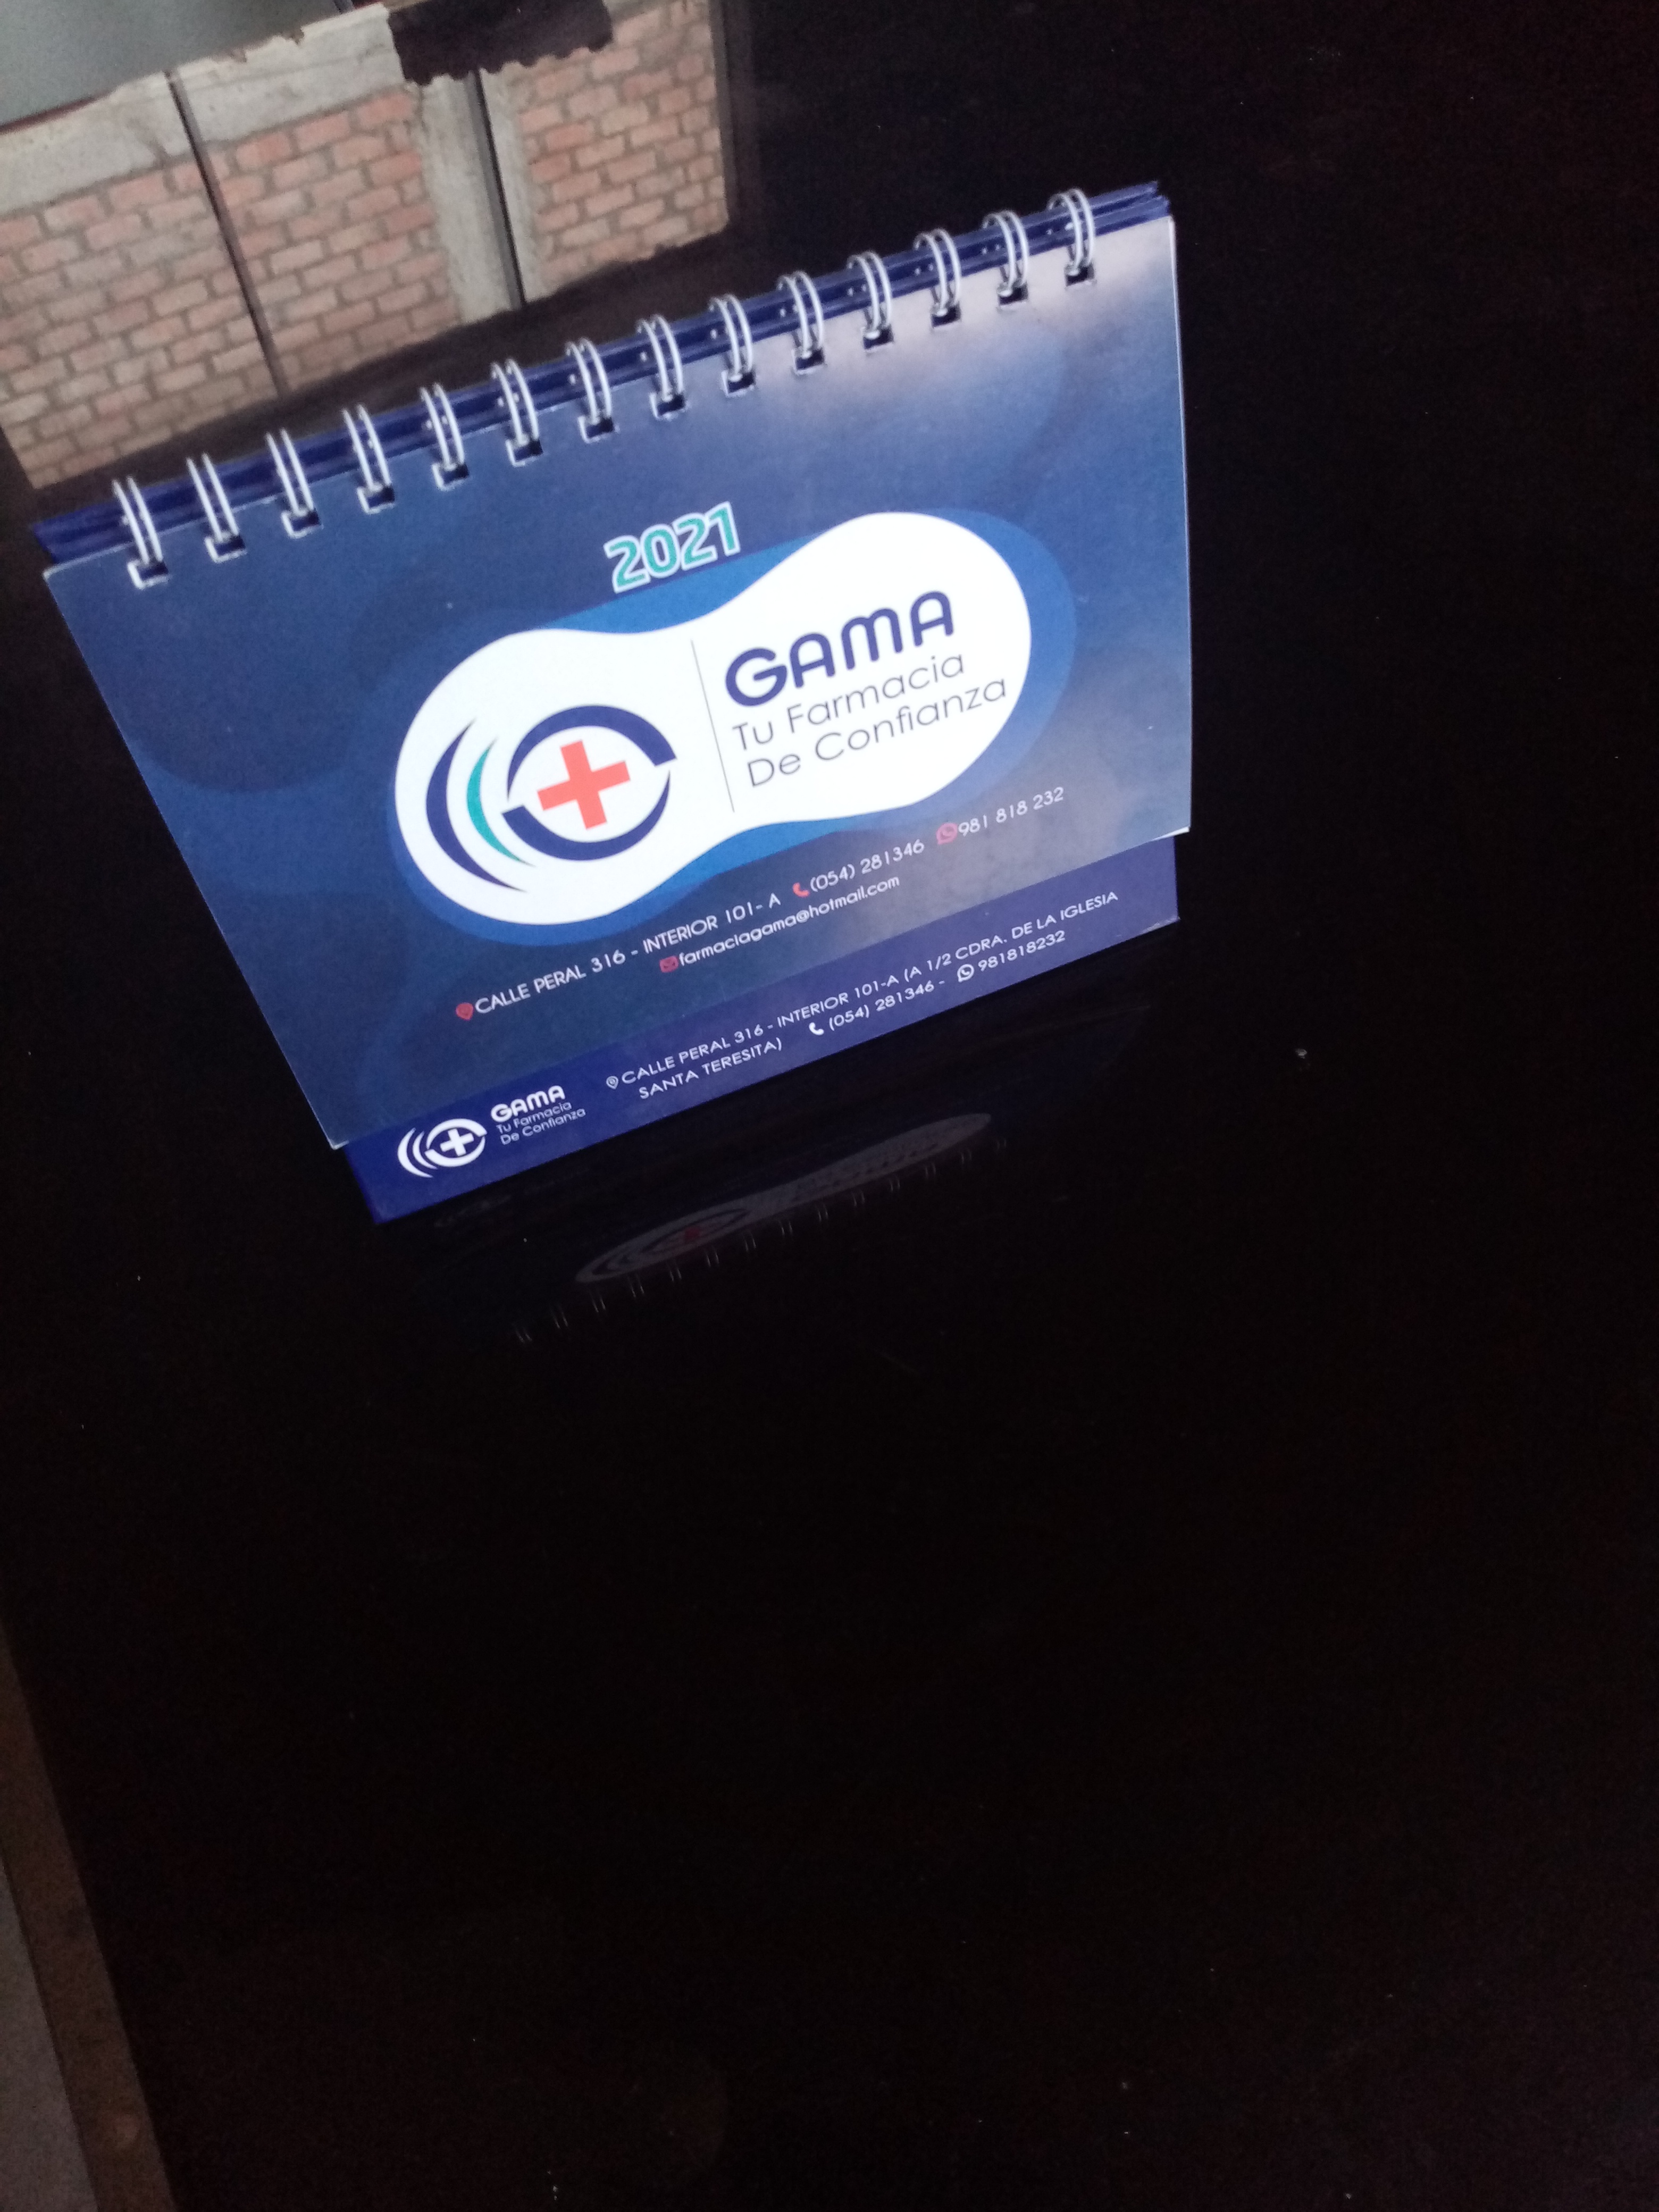 2021
GAMA
Tu Farmacia
De Confianza
CALLE PERAL 316 - INTERIOR 101- A (054) 281346 981 818 232
farmaciagama@hotmail.com
GAMA
Tu Farmacia
De Confianza
CALLE PERAL 316 - INTERIOR 101-A (A 1/2 CDRA. DE LA IGLESIA
SANTA TERESITA) (054) 281346 - 981818232